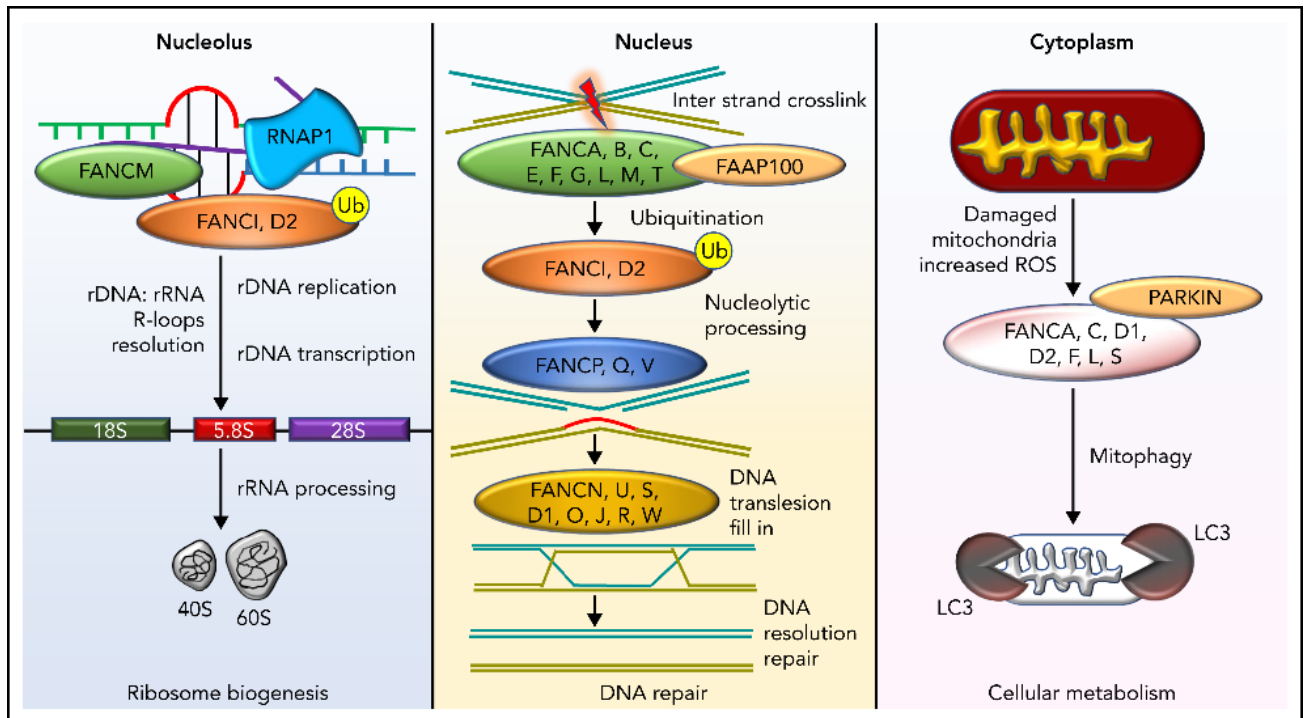 Nucleolus
RNAP1
FANCM
FANCI, D2
Ub
rDNA: rRNA
R-loops
resolution
rDNA replication
rDNA transcription
18S
5.8S
28S
rRNA processing
40S
60S
Ribosome biogenesis
Nucleus
Inter strand crosslink
FANCA, B, C,
E, F, G, L, M, T
FAAP100
Ubiquitination
FANCI, D2
Ub
Nucleolytic
processing
FANCP, Q, V
FANCN, U, S,
D1, O, J, R, W
DNA
translesion
fill in
DNA
resolution
repair
DNA repair
Cytoplasm
Damaged
mitochondria
increased ROS
PARKIN
FANCA, C, D1,
D2, F, L, S
Mitophagy
LC3
LC3
Cellular metabolism